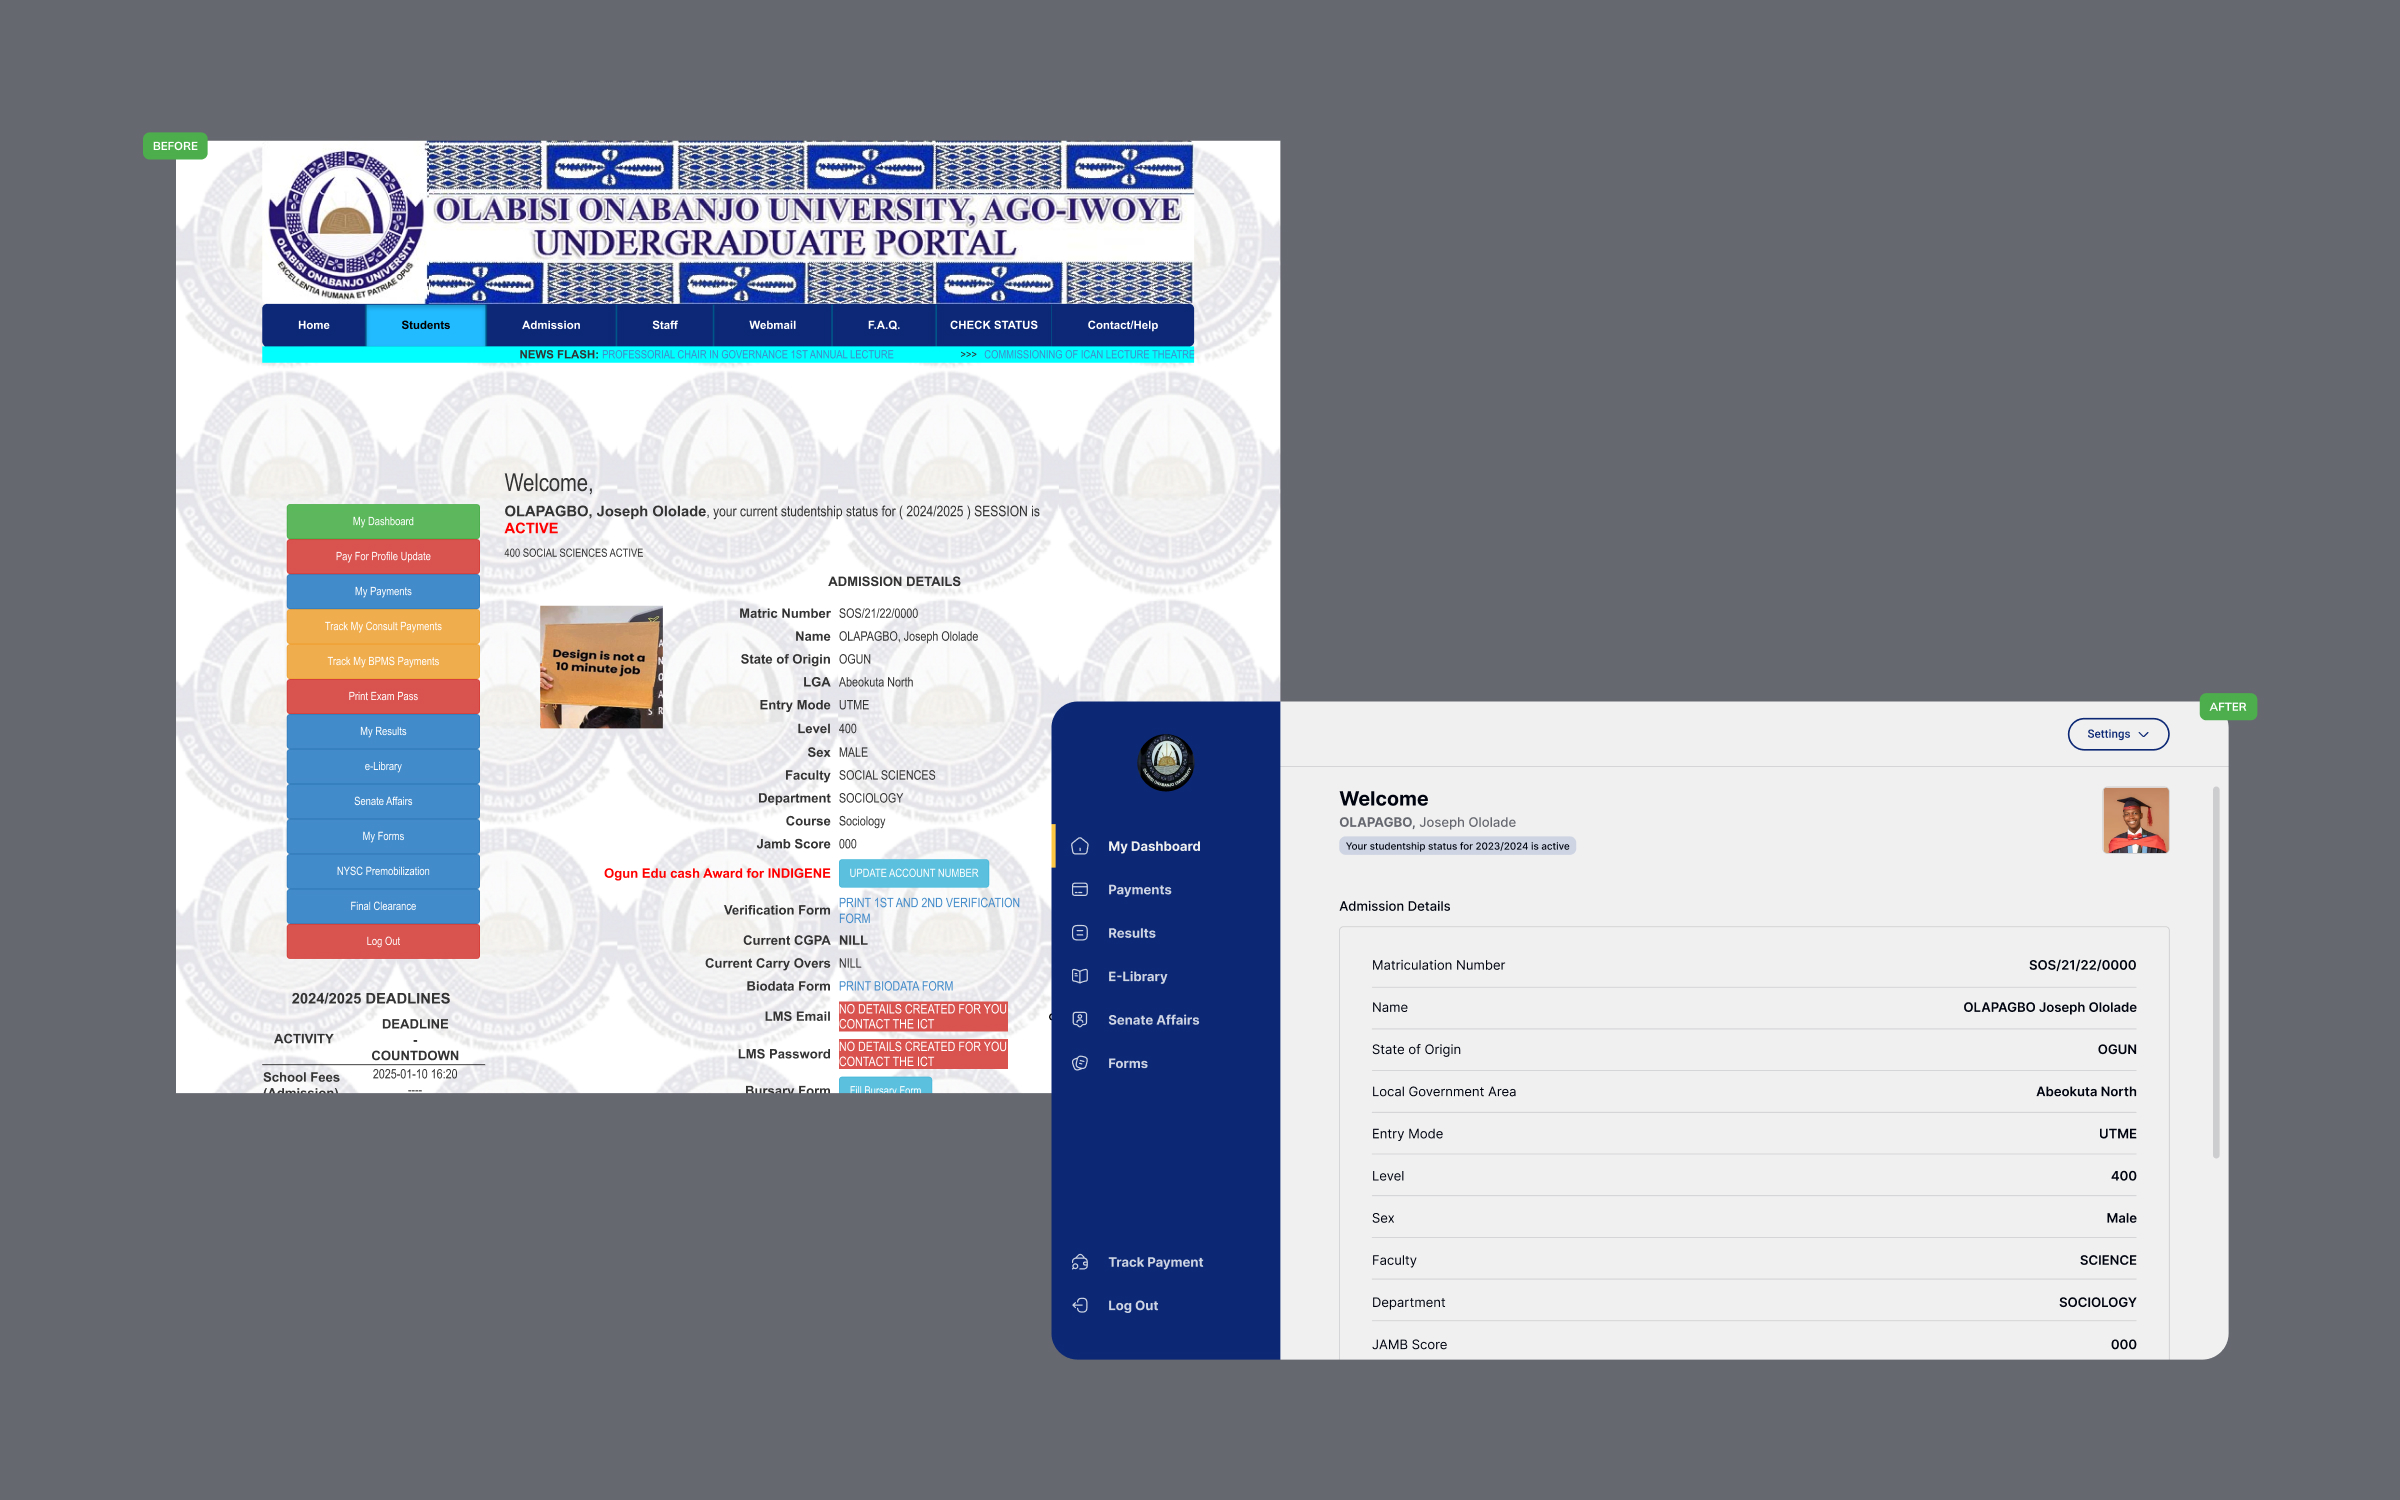 BEFORE
OLABISI ONABANJO UNIVERSITY
EXCELLENTIA HUMANA ET PATRIAE OPUS
OLABISI ONABANJO UNIVERSITY, AGO-IWOYE
UNDERGRADUATE PORTAL
Home
Students
Admission
Staff
Webmail
F.A.Q.
CHECK STATUS
Contact/Help
NEWS FLASH: PROFESSORIAL CHAIR IN GOVERNANCE 1ST ANNUAL LECTURE >>> COMMISSIONING OF ICAN LECTURE THEATRE
My Dashboard
Pay For Profile Update
My Payments
Track My Consult Payments
Track My BPMS Payments
Print Exam Pass
My Results
e-Library
Senate Affairs
My Forms
NYSC Premobilization
Final Clearance
Log Out
2024/2025 DEADLINES
ACTIVITY
DEADLINE
-
COUNTDOWN
School Fees
(Admission)
2025-01-10 16:20
----
Welcome,
OLAPAGBO, Joseph Ololade, your current studentship status for ( 2024/2025 ) SESSION is
ACTIVE
400 SOCIAL SCIENCES ACTIVE
Design is not a
10 minute job
ADMISSION DETAILS
Matric Number SOS/21/22/0000
Name OLAPAGBO, Joseph Ololade
State of Origin OGUN
LGA Abeokuta North
Entry Mode UTME
Level 400
Sex MALE
Faculty SOCIAL SCIENCES
Department SOCIOLOGY
Course Sociology
Jamb Score 000
Ogun Edu cash Award for INDIGENE UPDATE ACCOUNT NUMBER
Verification Form PRINT 1ST AND 2ND VERIFICATION
FORM
Current CGPA NILL
Current Carry Overs NILL
Biodata Form PRINT BIODATA FORM
LMS Email NO DETAILS CREATED FOR YOU
CONTACT THE ICT
LMS Password NO DETAILS CREATED FOR YOU
CONTACT THE ICT
Bursary Form Fill Bursary Form
AFTER
My Dashboard
Payments
Results
E-Library
Senate Affairs
Forms
Track Payment
Log Out
Settings
Welcome
OLAPAGBO, Joseph Ololade
Your studentship status for 2023/2024 is active
Admission Details
Matriculation Number SOS/21/22/0000
Name OLAPAGBO Joseph Ololade
State of Origin OGUN
Local Government Area Abeokuta North
Entry Mode UTME
Level 400
Sex Male
Faculty SCIENCE
Department SOCIOLOGY
JAMB Score 000